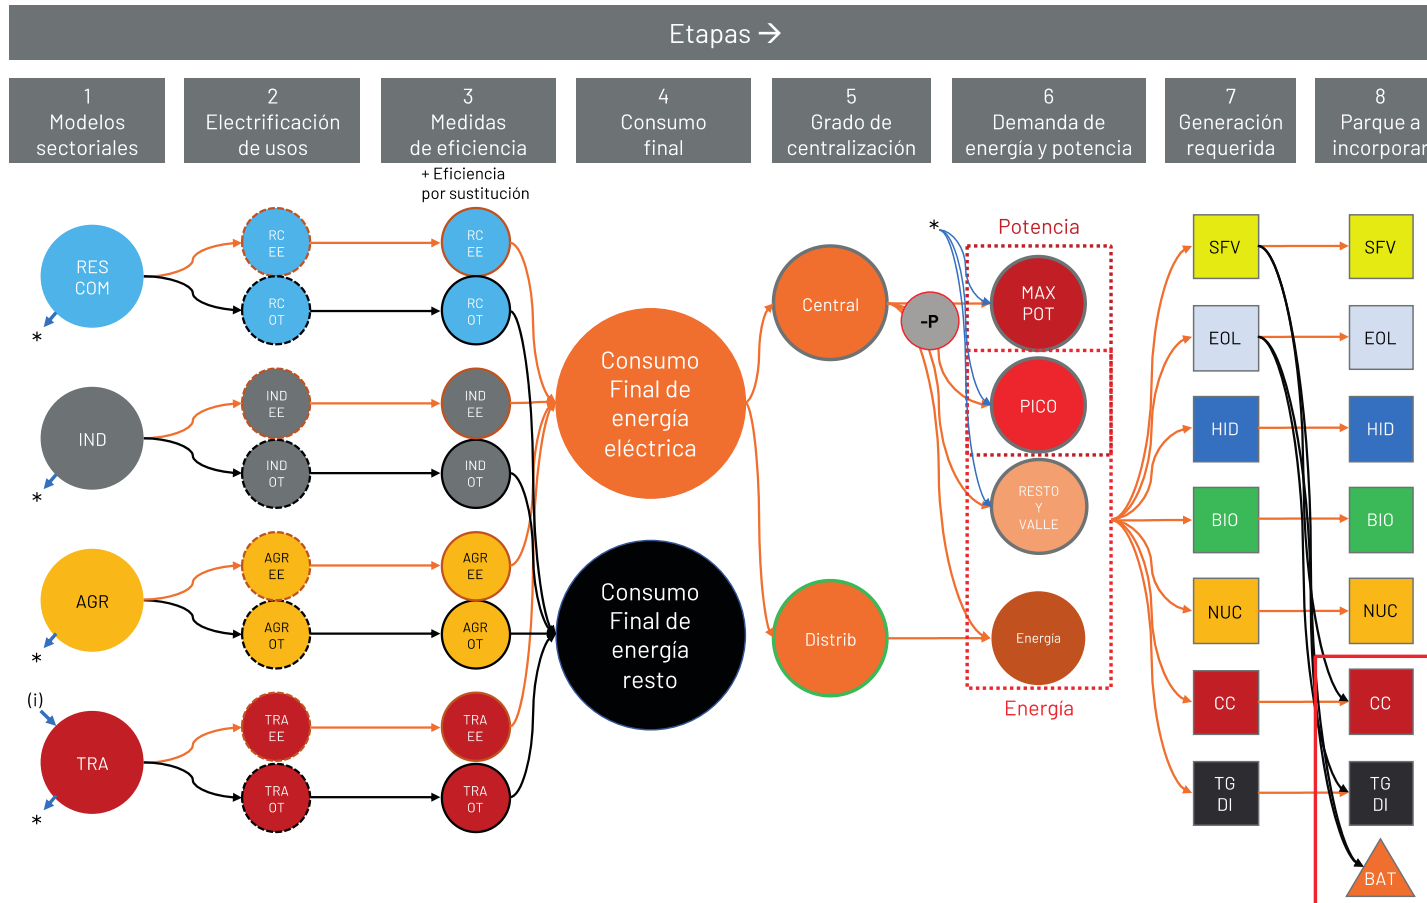 Etapas →
1
Modelos
sectoriales
2
Electrificación
de usos
3
Medidas
de eficiencia
+ Eficiencia
por sustitución
4
Consumo
final
5
Grado de
centralización
6
Demanda de
energía y potencia
7
Generación
requerida
8
Parque a
incorporar
RES
COM
*
IND
*
AGR
*
(i)
TRA
*
RC
EE
RC
OT
IND
EE
IND
OT
AGR
EE
AGR
OT
TRA
EE
TRA
OT
RC
EE
RC
OT
IND
EE
IND
OT
AGR
EE
AGR
OT
TRA
EE
TRA
OT
Consumo
Final de
energía
eléctrica
Consumo
Final de
energía
resto
Central
-P
Distrib
*
Potencia
MAX
POT
PICO
RESTO
Y
VALLE
Energía
Energía
SFV
EOL
HID
BIO
NUC
CC
TG
DI
SFV
EOL
HID
BIO
NUC
CC
TG
DI
BAT